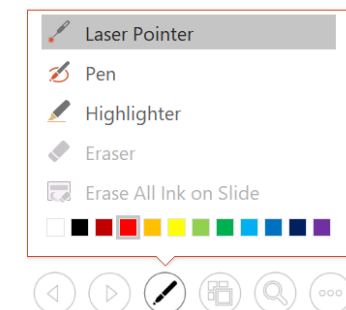 Laser Pointer
Pen
Highlighter
Eraser
Erase All Ink on Slide